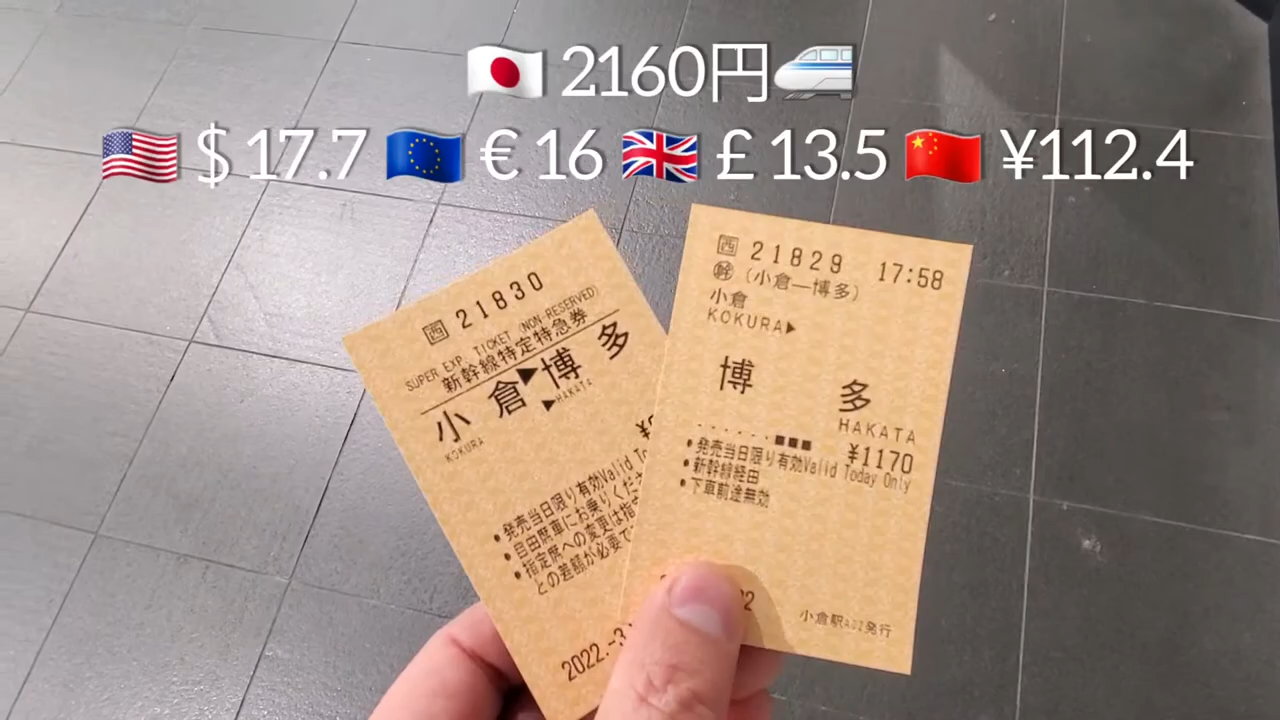 2160円
$ 17.7 € 16 £ 13.5 ¥112.4
西 21830
SUPER EXP. TICKET (NON-RESERVED)
新幹線特定特急券
小倉▶博多
KOKURA ▶HAKATA
•発売当日限り有効Valid To
•自由席車にお乗りくださ
•指定席への変更は指定
との差額が必要で
2022.-3
西 21829 17:58
(小倉―博多)
小倉
KOKURA▶
博多
HAKATA
¥1170
•発売当日限り有効Valid Today Only
•新幹線経由
•下車前途無効
小倉駅
発行